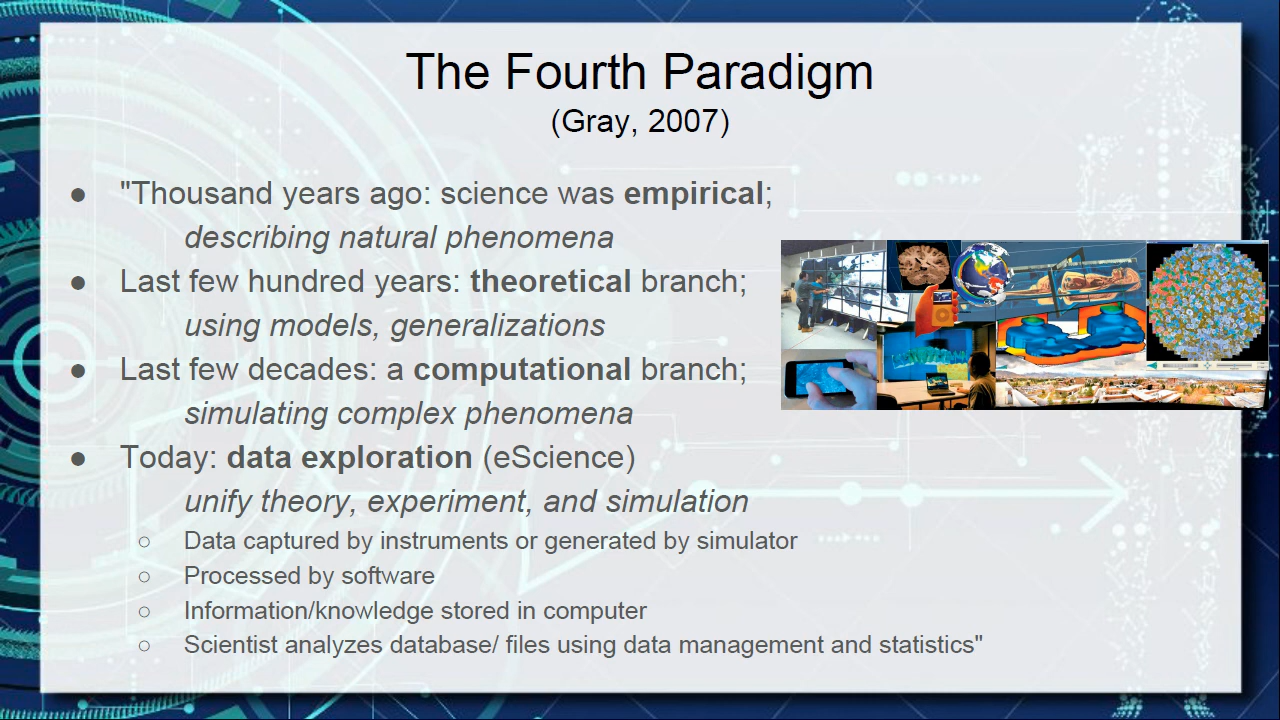 The Fourth Paradigm
(Gray, 2007)
● "Thousand years ago: science was empirical;
describing natural phenomena
● Last few hundred years: theoretical branch;
using models, generalizations
● Last few decades: a computational branch;
simulating complex phenomena
● Today: data exploration (eScience)
unify theory, experiment, and simulation
○ Data captured by instruments or generated by simulator
○ Processed by software
○ Information/knowledge stored in computer
○ Scientist analyzes database/ files using data management and statistics"